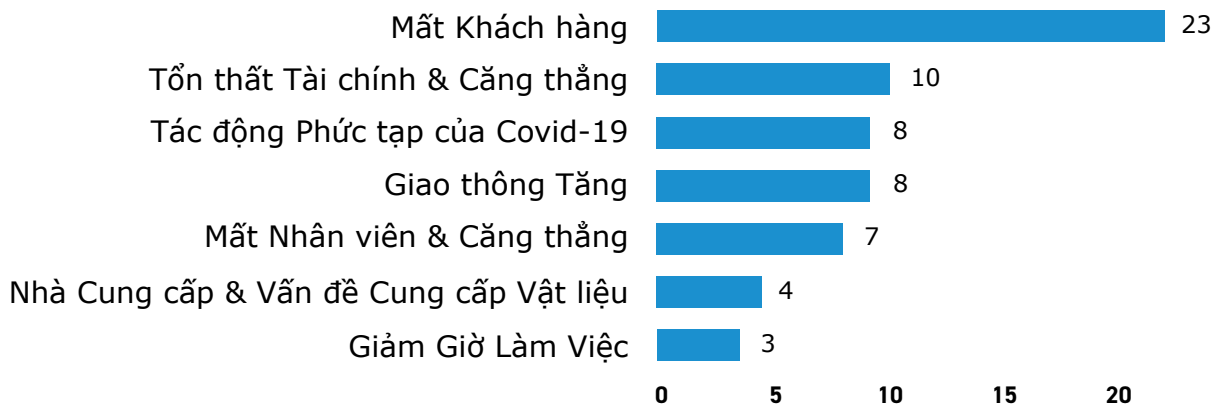 Mất Khách hàng 23
Tổn thất Tài chính & Căng thẳng 10
Tác động Phức tạp của Covid-19 8
Giao thông Tăng 8
Mất Nhân viên & Căng thẳng 7
Nhà Cung cấp & Vấn đề Cung cấp Vật liệu 4
Giảm Giờ Làm Việc 3
0 5 10 15 20